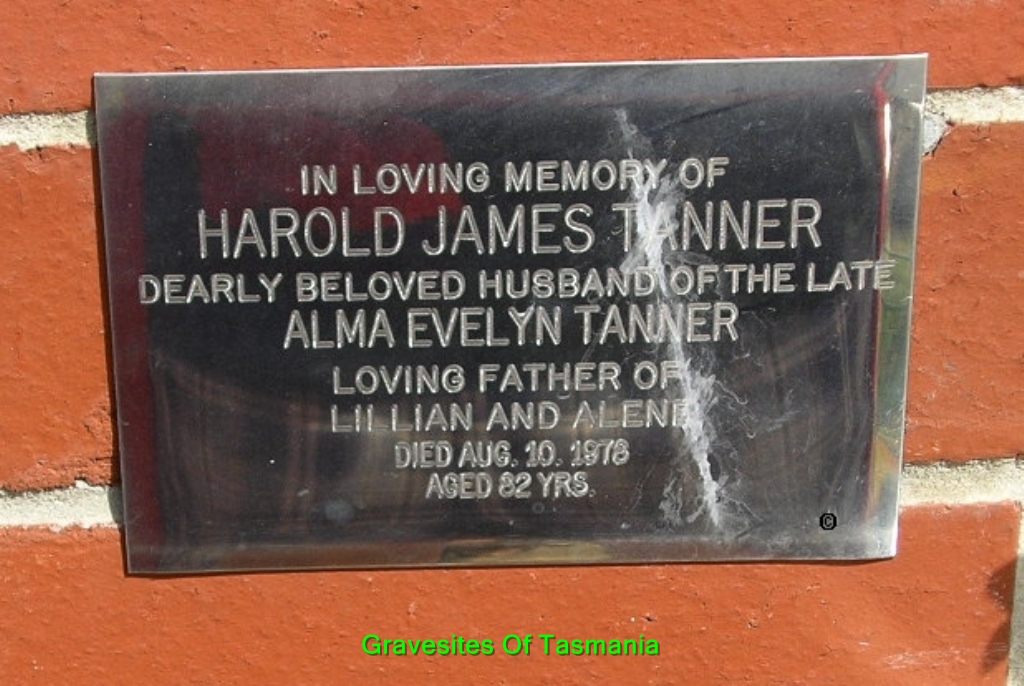 IN LOVING MEMORY OF
HAROLD JAMES TANNER
DEARLY BELOVED HUSBAND OF THE LATE
ALMA EVELYN TANNER
LOVING FATHER OF
LILLIAN AND ALENE
DIED AUG. 10. 1978
AGED 82 YRS.
©
Gravesites Of Tasmania